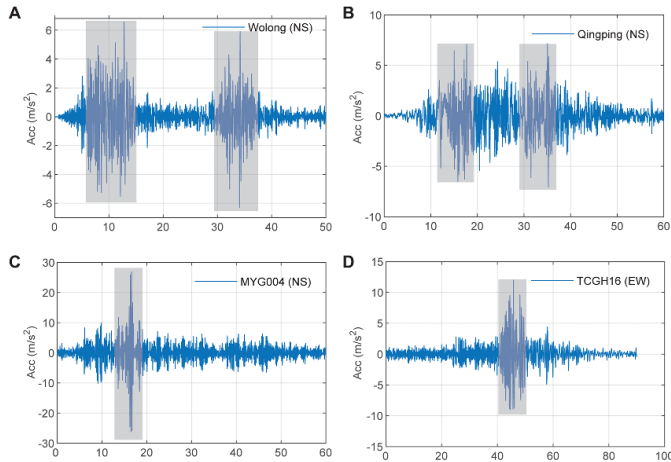 A
Wolong (NS)
Acc (m/s²)
6
4
2
0
-2
-4
-6
0 10 20 30 40 50
B
Qingping (NS)
Acc (m/s²)
10
5
0
-5
-10
0 10 20 30 40 50 60
C
MYG004 (NS)
Acc (m/s²)
30
20
10
0
-10
-20
-30
0 10 20 30 40 50 60
D
TCGH16 (EW)
Acc (m/s²)
15
10
5
0
-5
-10
-15
0 20 40 60 80 100